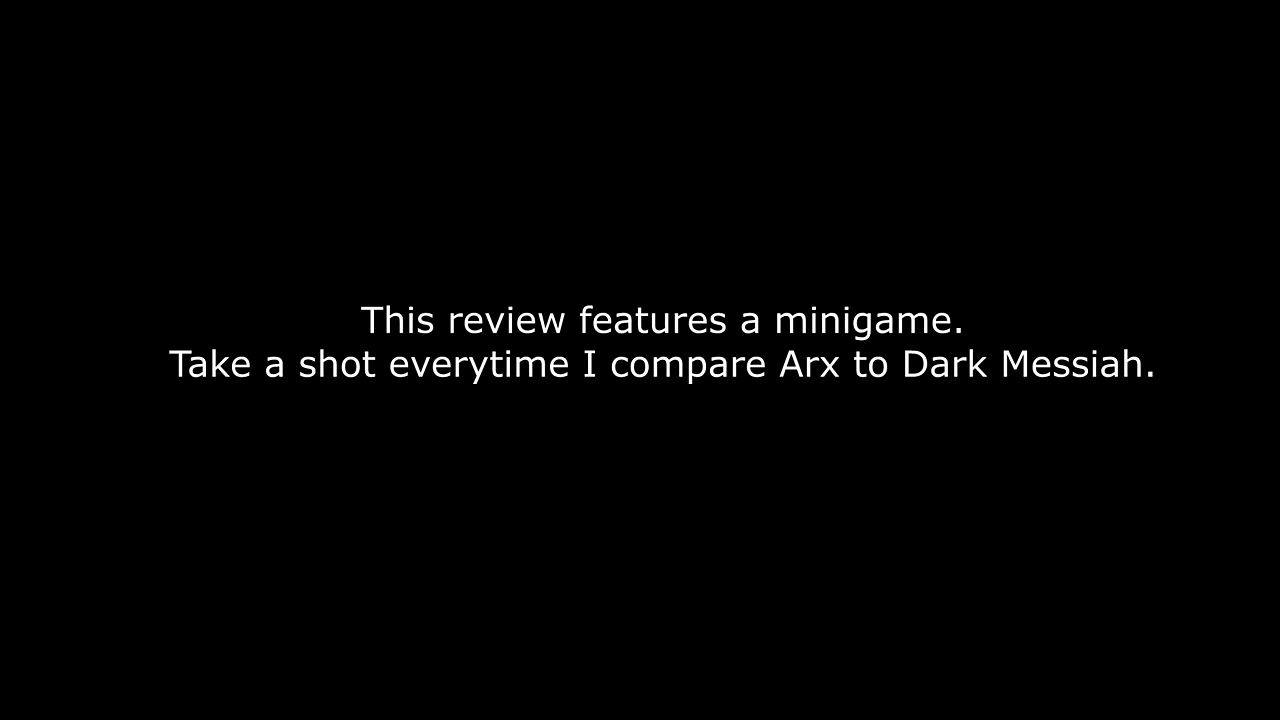 This review features a minigame.
Take a shot everytime I compare Arx to Dark Messiah.